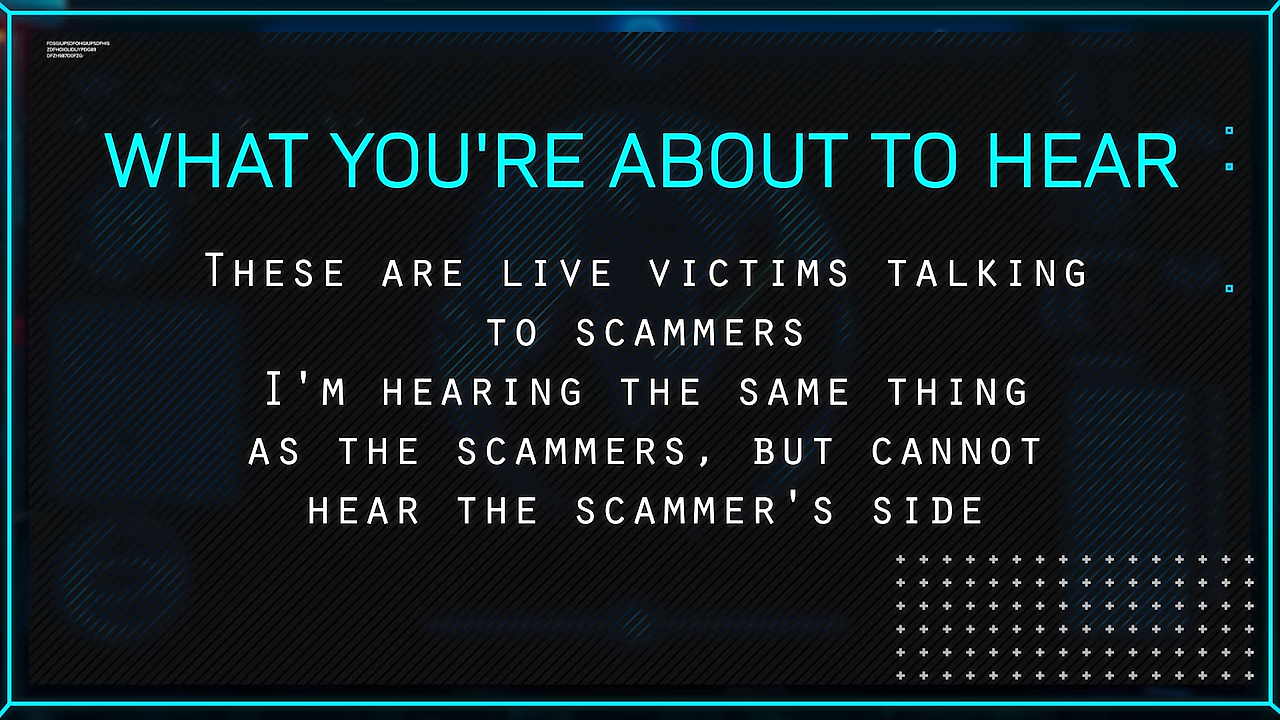 WHAT YOU'RE ABOUT TO HEAR
These are live victims talking
to scammers
I'm hearing the same thing
as the scammers, but cannot
hear the scammer's side